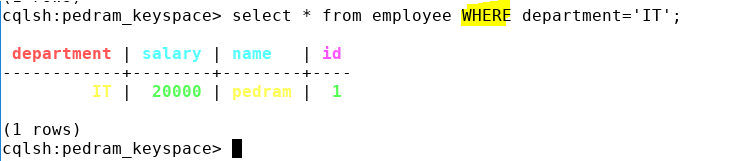 cqlsh:pedram_keyspace> select * from employee WHERE department='IT';
 department | salary | name   | id
------------+--------+--------+----
         IT |  20000 | pedram |  1
(1 rows)
cqlsh:pedram_keyspace>